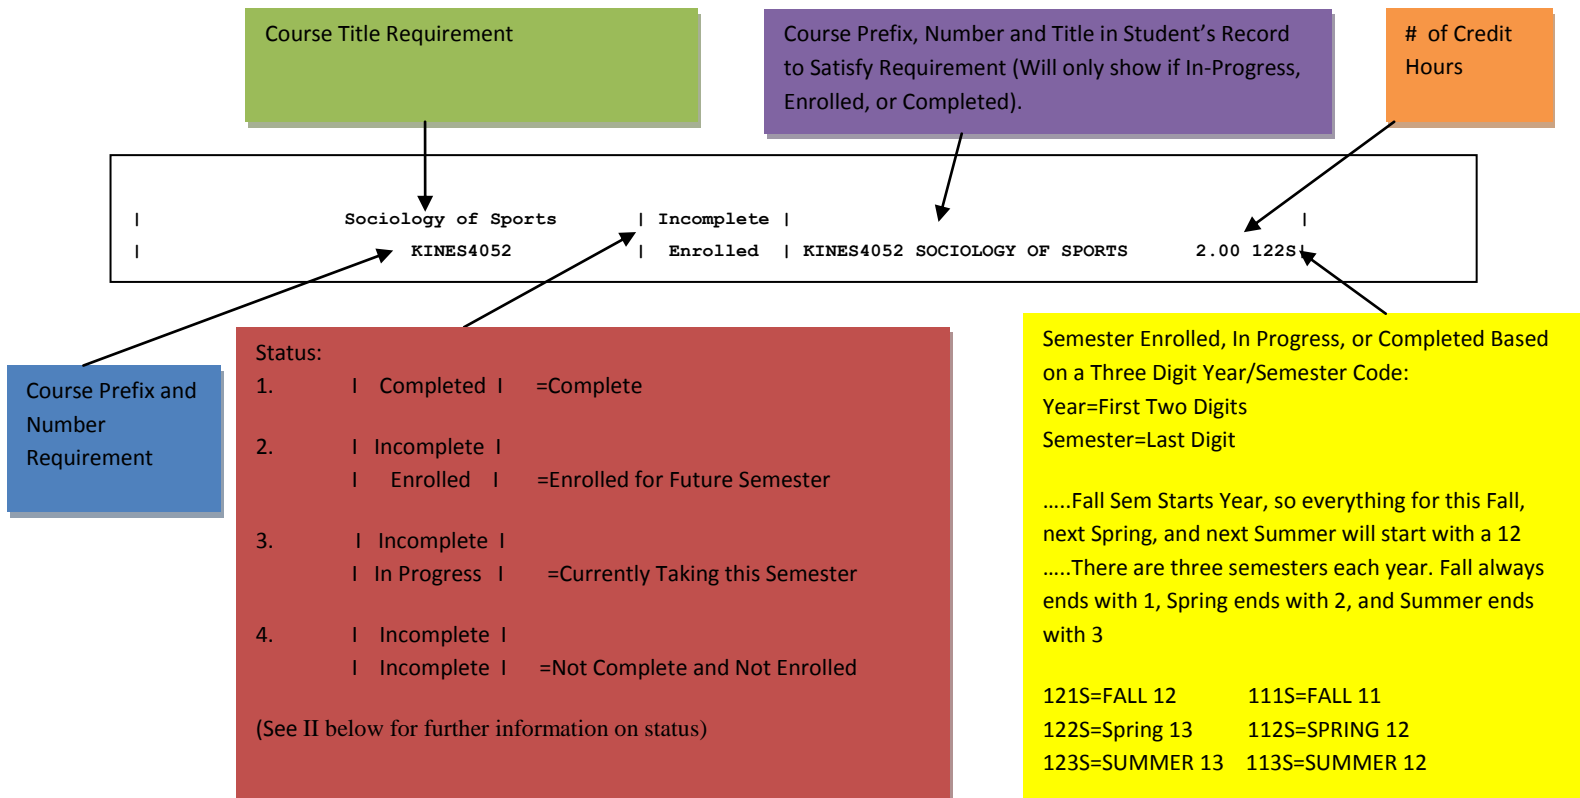 Course Title Requirement
Course Prefix, Number and Title in Student’s Record
to Satisfy Requirement (Will only show if In-Progress,
Enrolled, or Completed).
# of Credit
Hours
| Sociology of Sports | Incomplete | |
| KINES4052 | Enrolled | KINES4052 SOCIOLOGY OF SPORTS 2.00 122S|
Course Prefix and
Number
Requirement
Status:
1. I Completed I =Complete
2. I Incomplete I
I Enrolled I =Enrolled for Future Semester
3. I Incomplete I
I In Progress I =Currently Taking this Semester
4. I Incomplete I
I Incomplete I =Not Complete and Not Enrolled
(See II below for further information on status)
Semester Enrolled, In Progress, or Completed Based
on a Three Digit Year/Semester Code:
Year=First Two Digits
Semester=Last Digit
…..Fall Sem Starts Year, so everything for this Fall,
next Spring, and next Summer will start with a 12
…..There are three semesters each year. Fall always
ends with 1, Spring ends with 2, and Summer ends
with 3
121S=FALL 12 111S=FALL 11
122S=Spring 13 112S=SPRING 12
123S=SUMMER 13 113S=SUMMER 12